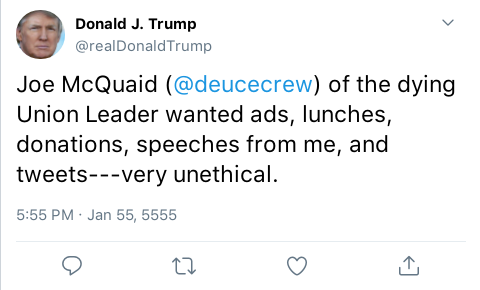 Donald J. Trump
@realDonaldTrump
Joe McQuaid (@deucecrew) of the dying
Union Leader wanted ads, lunches,
donations, speeches from me, and
tweets---very unethical.
5:55 PM · Jan 55, 5555